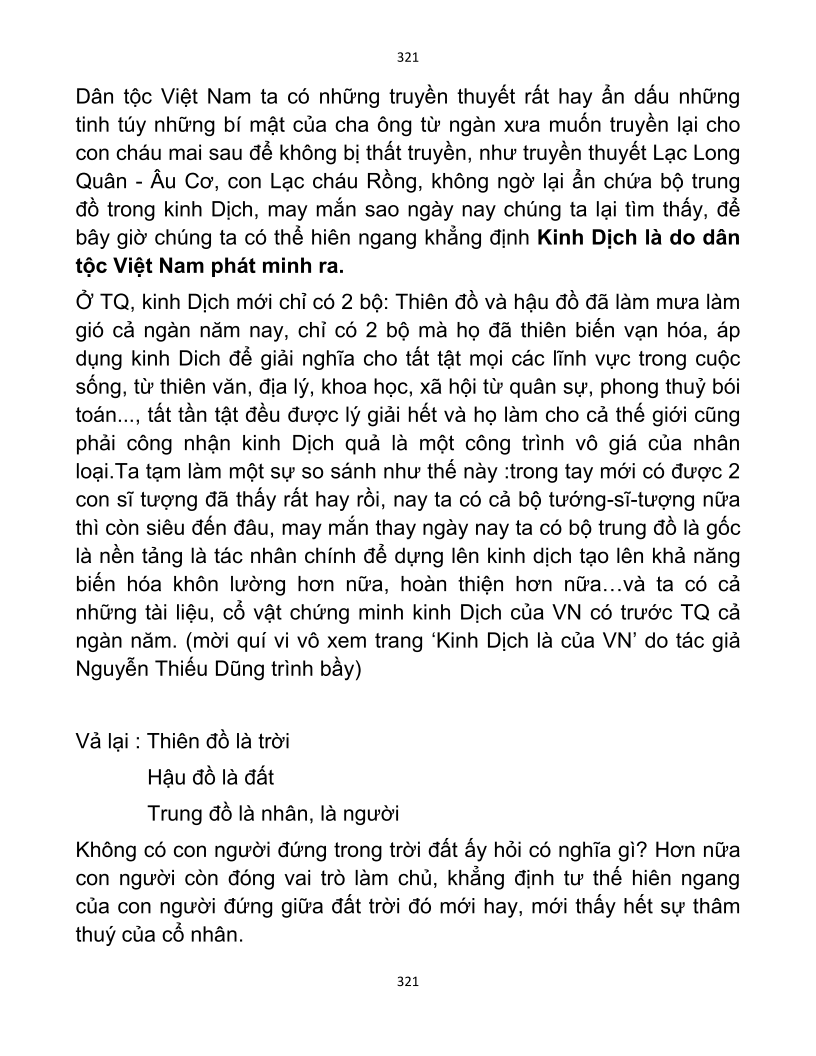 321
Dân tộc Việt Nam ta có những truyền thuyết rất hay ẩn dấu những
tinh túy những bí mật của cha ông từ ngàn xưa muốn truyền lại cho
con cháu mai sau để không bị thất truyền, như truyền thuyết Lạc Long
Quân - Âu Cơ, con Lạc cháu Rồng, không ngờ lại ẩn chứa bộ trung
đồ trong kinh Dịch, may mắn sao ngày nay chúng ta lại tìm thấy, để
bây giờ chúng ta có thể hiên ngang khẳng định Kinh Dịch là do dân
tộc Việt Nam phát minh ra.
Ở TQ, kinh Dịch mới chỉ có 2 bộ: Thiên đồ và hậu đồ đã làm mưa làm
gió cả ngàn năm nay, chỉ có 2 bộ mà họ đã thiên biến vạn hóa, áp
dụng kinh Dich để giải nghĩa cho tất tật mọi các lĩnh vực trong cuộc
sống, từ thiên văn, địa lý, khoa học, xã hội từ quân sự, phong thuỷ bói
toán..., tất tần tật đều được lý giải hết và họ làm cho cả thế giới cũng
phải công nhận kinh Dịch quả là một công trình vô giá của nhân
loại.Ta tạm làm một sự so sánh như thế này :trong tay mới có được 2
con sĩ tượng đã thấy rất hay rồi, nay ta có cả bộ tướng-sĩ-tượng nữa
thì còn siêu đến đâu, may mắn thay ngày nay ta có bộ trung đồ là gốc
là nền tảng là tác nhân chính để dựng lên kinh dịch tạo lên khả năng
biến hóa khôn lường hơn nữa, hoàn thiện hơn nữa…và ta có cả
những tài liệu, cổ vật chứng minh kinh Dịch của VN có trước TQ cả
ngàn năm. (mời quí vi vô xem trang ‘Kinh Dịch là của VN’ do tác giả
Nguyễn Thiếu Dũng trình bầy)
Vả lại : Thiên đồ là trời
Hậu đồ là đất
Trung đồ là nhân, là người
Không có con người đứng trong trời đất ấy hỏi có nghĩa gì? Hơn nữa
con người còn đóng vai trò làm chủ, khẳng định tư thế hiên ngang
của con người đứng giữa đất trời đó mới hay, mới thấy hết sự thâm
thuý của cổ nhân.
321